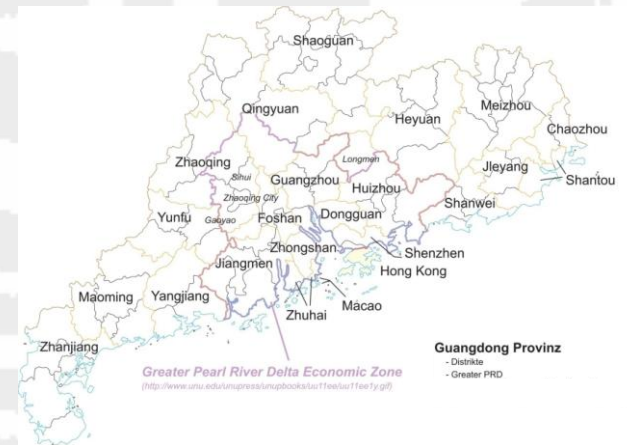 Shaoguan
Qingyuan
Meizhou
Heyuan
Chaozhou
Zhaoqing
Longmen
Jleyang
Sihui
Guangzhou
Huizhou
Shantou
Zhaoqing City
Shanwei
Yunfu
Gaoyao
Foshan
Dongguan
Zhongshan
Shenzhen
Jiangmen
Hong Kong
Maoming
Yangjiang
Macao
Zhuhai
Zhanjiang
Guangdong Provinz
- Distrikte
- Greater PRD
Greater Pearl River Delta Economic Zone
(http://www.unu.edu/unupress/unupbooks/uu11ee/uu11ee1y.gif)